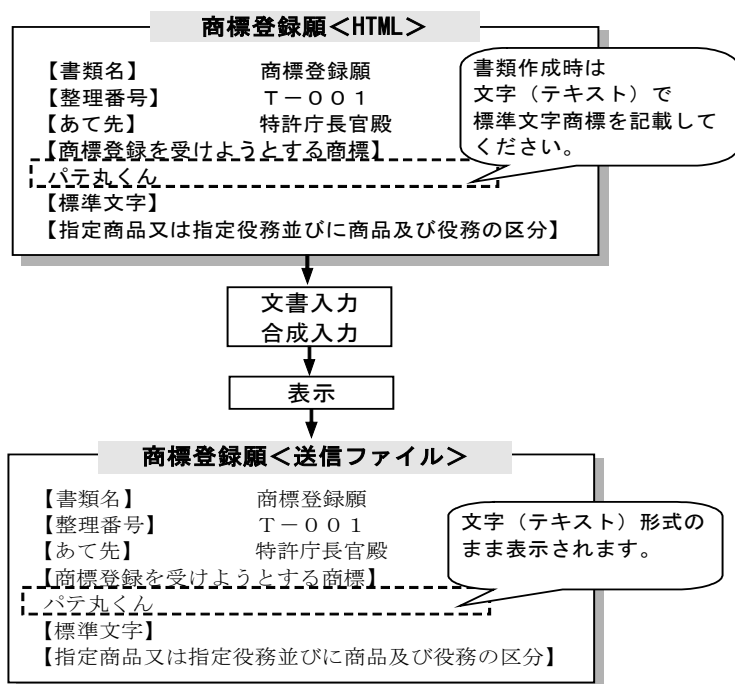 商標登録願＜HTML＞
【書類名】 商標登録願
【整理番号】 Ｔ－００１
【あて先】 特許庁長官殿
【商標登録を受けようとする商標】
パテ丸くん
【標準文字】
【指定商品又は指定役務並びに商品及び役務の区分】
書類作成時は
文字（テキスト）で
標準文字商標を記載して
ください。
文書入力
合成入力
表示
商標登録願＜送信ファイル＞
【書類名】 商標登録願
【整理番号】 Ｔ－００１
【あて先】 特許庁長官殿
【商標登録を受けようとする商標】
パテ丸くん
【標準文字】
【指定商品又は指定役務並びに商品及び役務の区分】
文字（テキスト）形式の
まま表示されます。